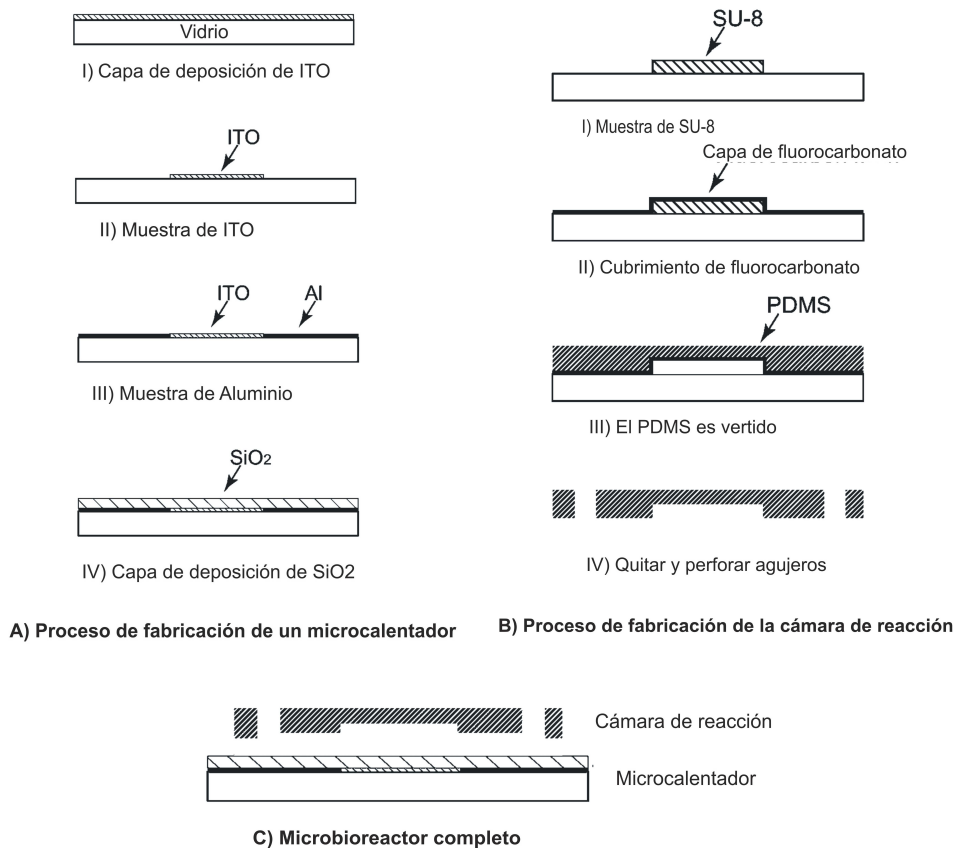 Vidrio
I) Capa de deposición de ITO
ITO
II) Muestra de ITO
ITO Al
III) Muestra de Aluminio
SiO2
IV) Capa de deposición de SiO2
A) Proceso de fabricación de un microcalentador
SU-8
I) Muestra de SU-8
Capa de fluorocarbonato
II) Cubrimiento de fluorocarbonato
PDMS
III) El PDMS es vertido
IV) Quitar y perforar agujeros
B) Proceso de fabricación de la cámara de reacción
Cámara de reacción
Microcalentador
C) Microbioreactor completo